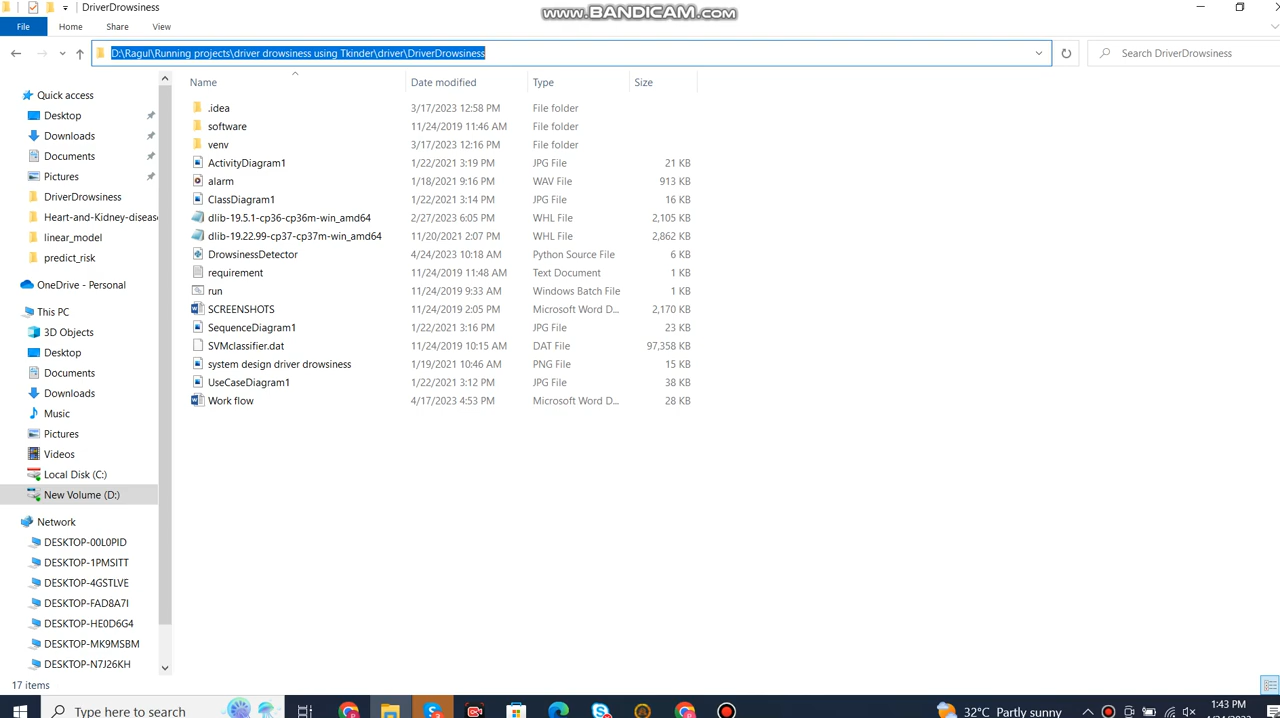 DriverDrowsiness
www.BANDICAM.com
File Home Share View
D:\Ragul\Running projects\driver drowsiness using Tkinder\driver\DriverDrowsiness
Search DriverDrowsiness
Name Date modified Type Size
Quick access
Desktop
Downloads
Documents
Pictures
DriverDrowsiness
Heart-and-Kidney-disease
linear_model
predict_risk
OneDrive - Personal
This PC
3D Objects
Desktop
Documents
Downloads
Music
Pictures
Videos
Local Disk (C:)
New Volume (D:)
Network
DESKTOP-00L0PID
DESKTOP-1PMSITT
DESKTOP-4GSTLVE
DESKTOP-FAD8A7I
DESKTOP-HE0D6G4
DESKTOP-MK9MSBM
DESKTOP-N7J26KH
.idea 3/17/2023 12:58 PM File folder
software 11/24/2019 11:46 AM File folder
venv 3/17/2023 12:16 PM File folder
ActivityDiagram1 1/22/2021 3:19 PM JPG File 21 KB
alarm 1/18/2021 9:16 PM WAV File 913 KB
ClassDiagram1 1/22/2021 3:14 PM JPG File 16 KB
dlib-19.5.1-cp36-cp36m-win_amd64 2/27/2023 6:05 PM WHL File 2,105 KB
dlib-19.22.99-cp37-cp37m-win_amd64 11/20/2021 2:07 PM WHL File 2,862 KB
DrowsinessDetector 4/24/2023 10:18 AM Python Source File 6 KB
requirement 11/24/2019 11:48 AM Text Document 1 KB
run 11/24/2019 9:33 AM Windows Batch File 1 KB
SCREENSHOTS 11/24/2019 2:05 PM Microsoft Word D... 2,170 KB
SequenceDiagram1 1/22/2021 3:16 PM JPG File 23 KB
SVMclassifier.dat 11/24/2019 10:15 AM DAT File 97,358 KB
system design driver drowsiness 1/19/2021 10:46 AM PNG File 15 KB
UseCaseDiagram1 1/22/2021 3:12 PM JPG File 38 KB
Work flow 4/17/2023 4:53 PM Microsoft Word D... 28 KB
17 items
Type here to search
32°C Partly sunny
1:43 PM